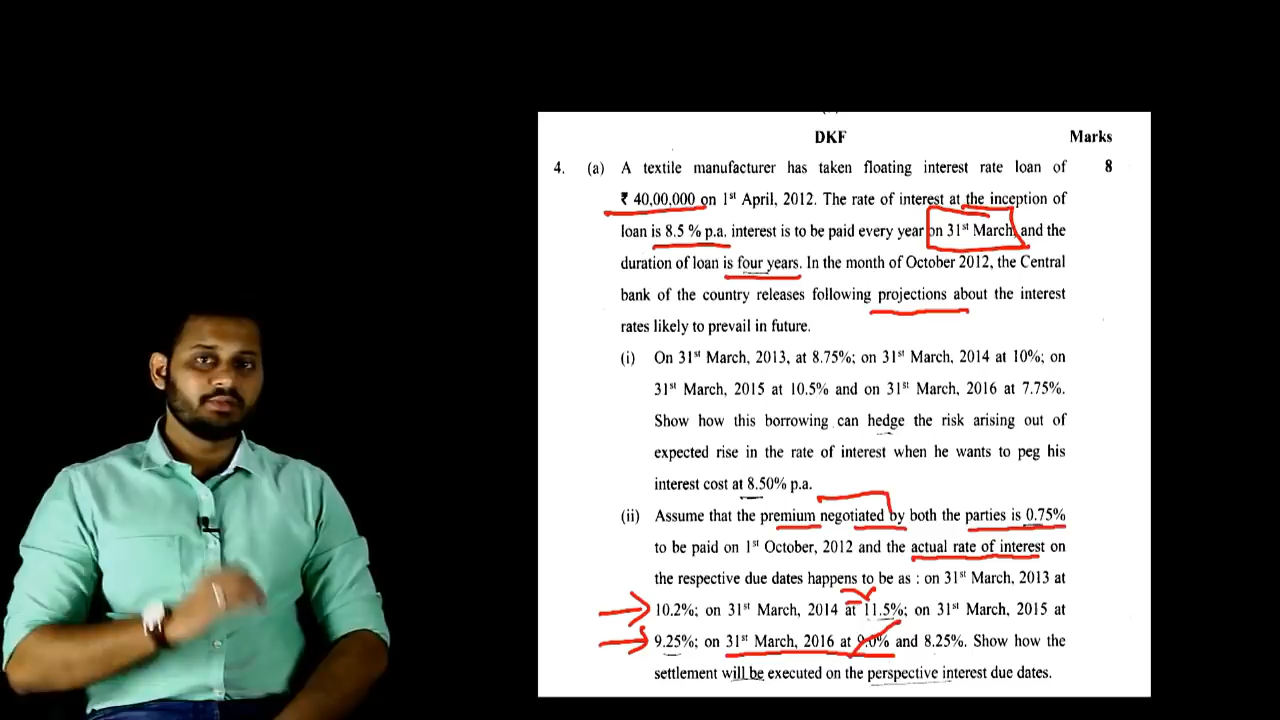 DKF Marks
4. (a) A textile manufacturer has taken floating interest rate loan of 8
₹ 40,00,000 on 1st April, 2012. The rate of interest at the inception of
loan is 8.5 % p.a. interest is to be paid every year on 31st March, and the
duration of loan is four years. In the month of October 2012, the Central
bank of the country releases following projections about the interest
rates likely to prevail in future.
(i) On 31st March, 2013, at 8.75%; on 31st March, 2014 at 10%; on
31st March, 2015 at 10.5% and on 31st March, 2016 at 7.75%.
Show how this borrowing can hedge the risk arising out of
expected rise in the rate of interest when he wants to peg his
interest cost at 8.50% p.a.
(ii) Assume that the premium negotiated by both the parties is 0.75%
to be paid on 1st October, 2012 and the actual rate of interest on
the respective due dates happens to be as : on 31st March, 2013 at
10.2%; on 31st March, 2014 at 11.5%; on 31st March, 2015 at
9.25%; on 31st March, 2016 at 9.0% and 8.25%. Show how the
settlement will be executed on the perspective interest due dates.